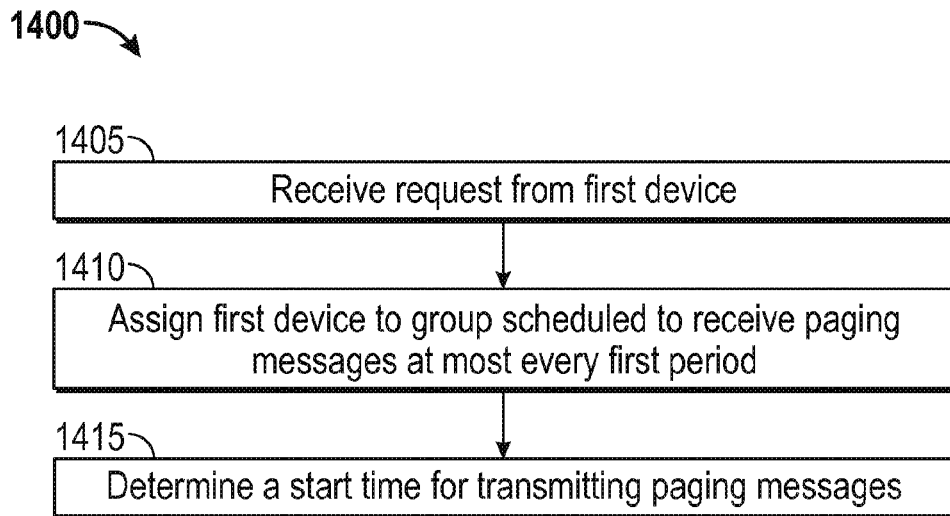 1400
1405
Receive request from first device
1410
Assign first device to group scheduled to receive paging
messages at most every first period
1415
Determine a start time for transmitting paging messages